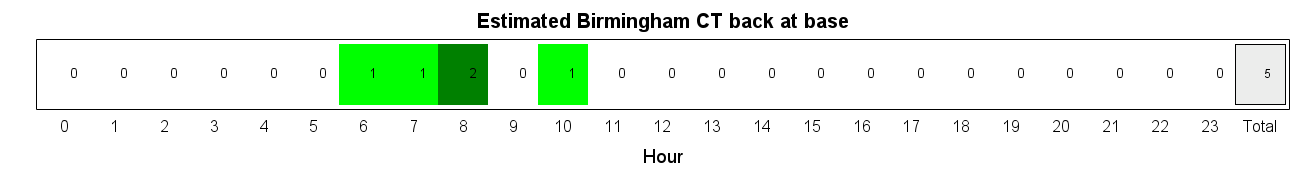 Estimated Birmingham CT back at base
0 0 0 0 0 0 1 1 2 0 1 0 0 0 0 0 0 0 0 0 0 0 0 0 5
0 1 2 3 4 5 6 7 8 9 10 11 12 13 14 15 16 17 18 19 20 21 22 23 Total
Hour